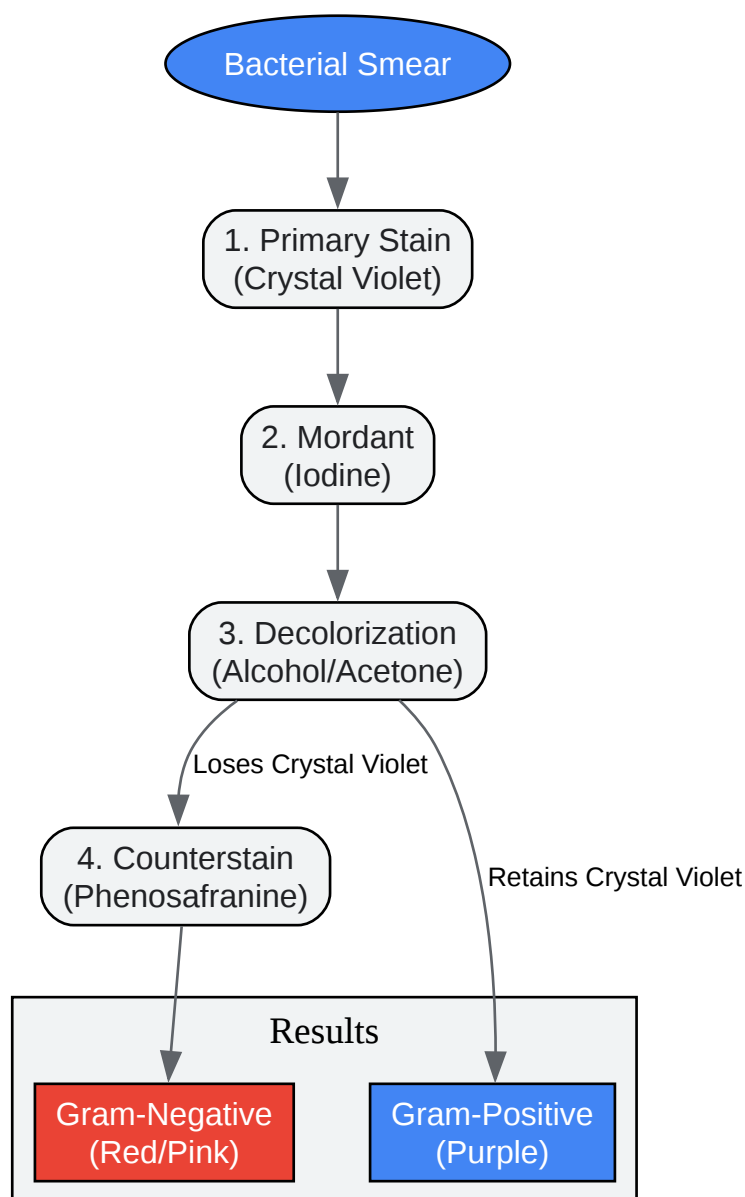 Bacterial Smear
1. Primary Stain
(Crystal Violet)
2. Mordant
(Iodine)
3. Decolorization
(Alcohol/Acetone)
Loses Crystal Violet
4. Counterstain
(Phenosafranine)
Retains Crystal Violet
Results
Gram-Negative
(Red/Pink)
Gram-Positive
(Purple)